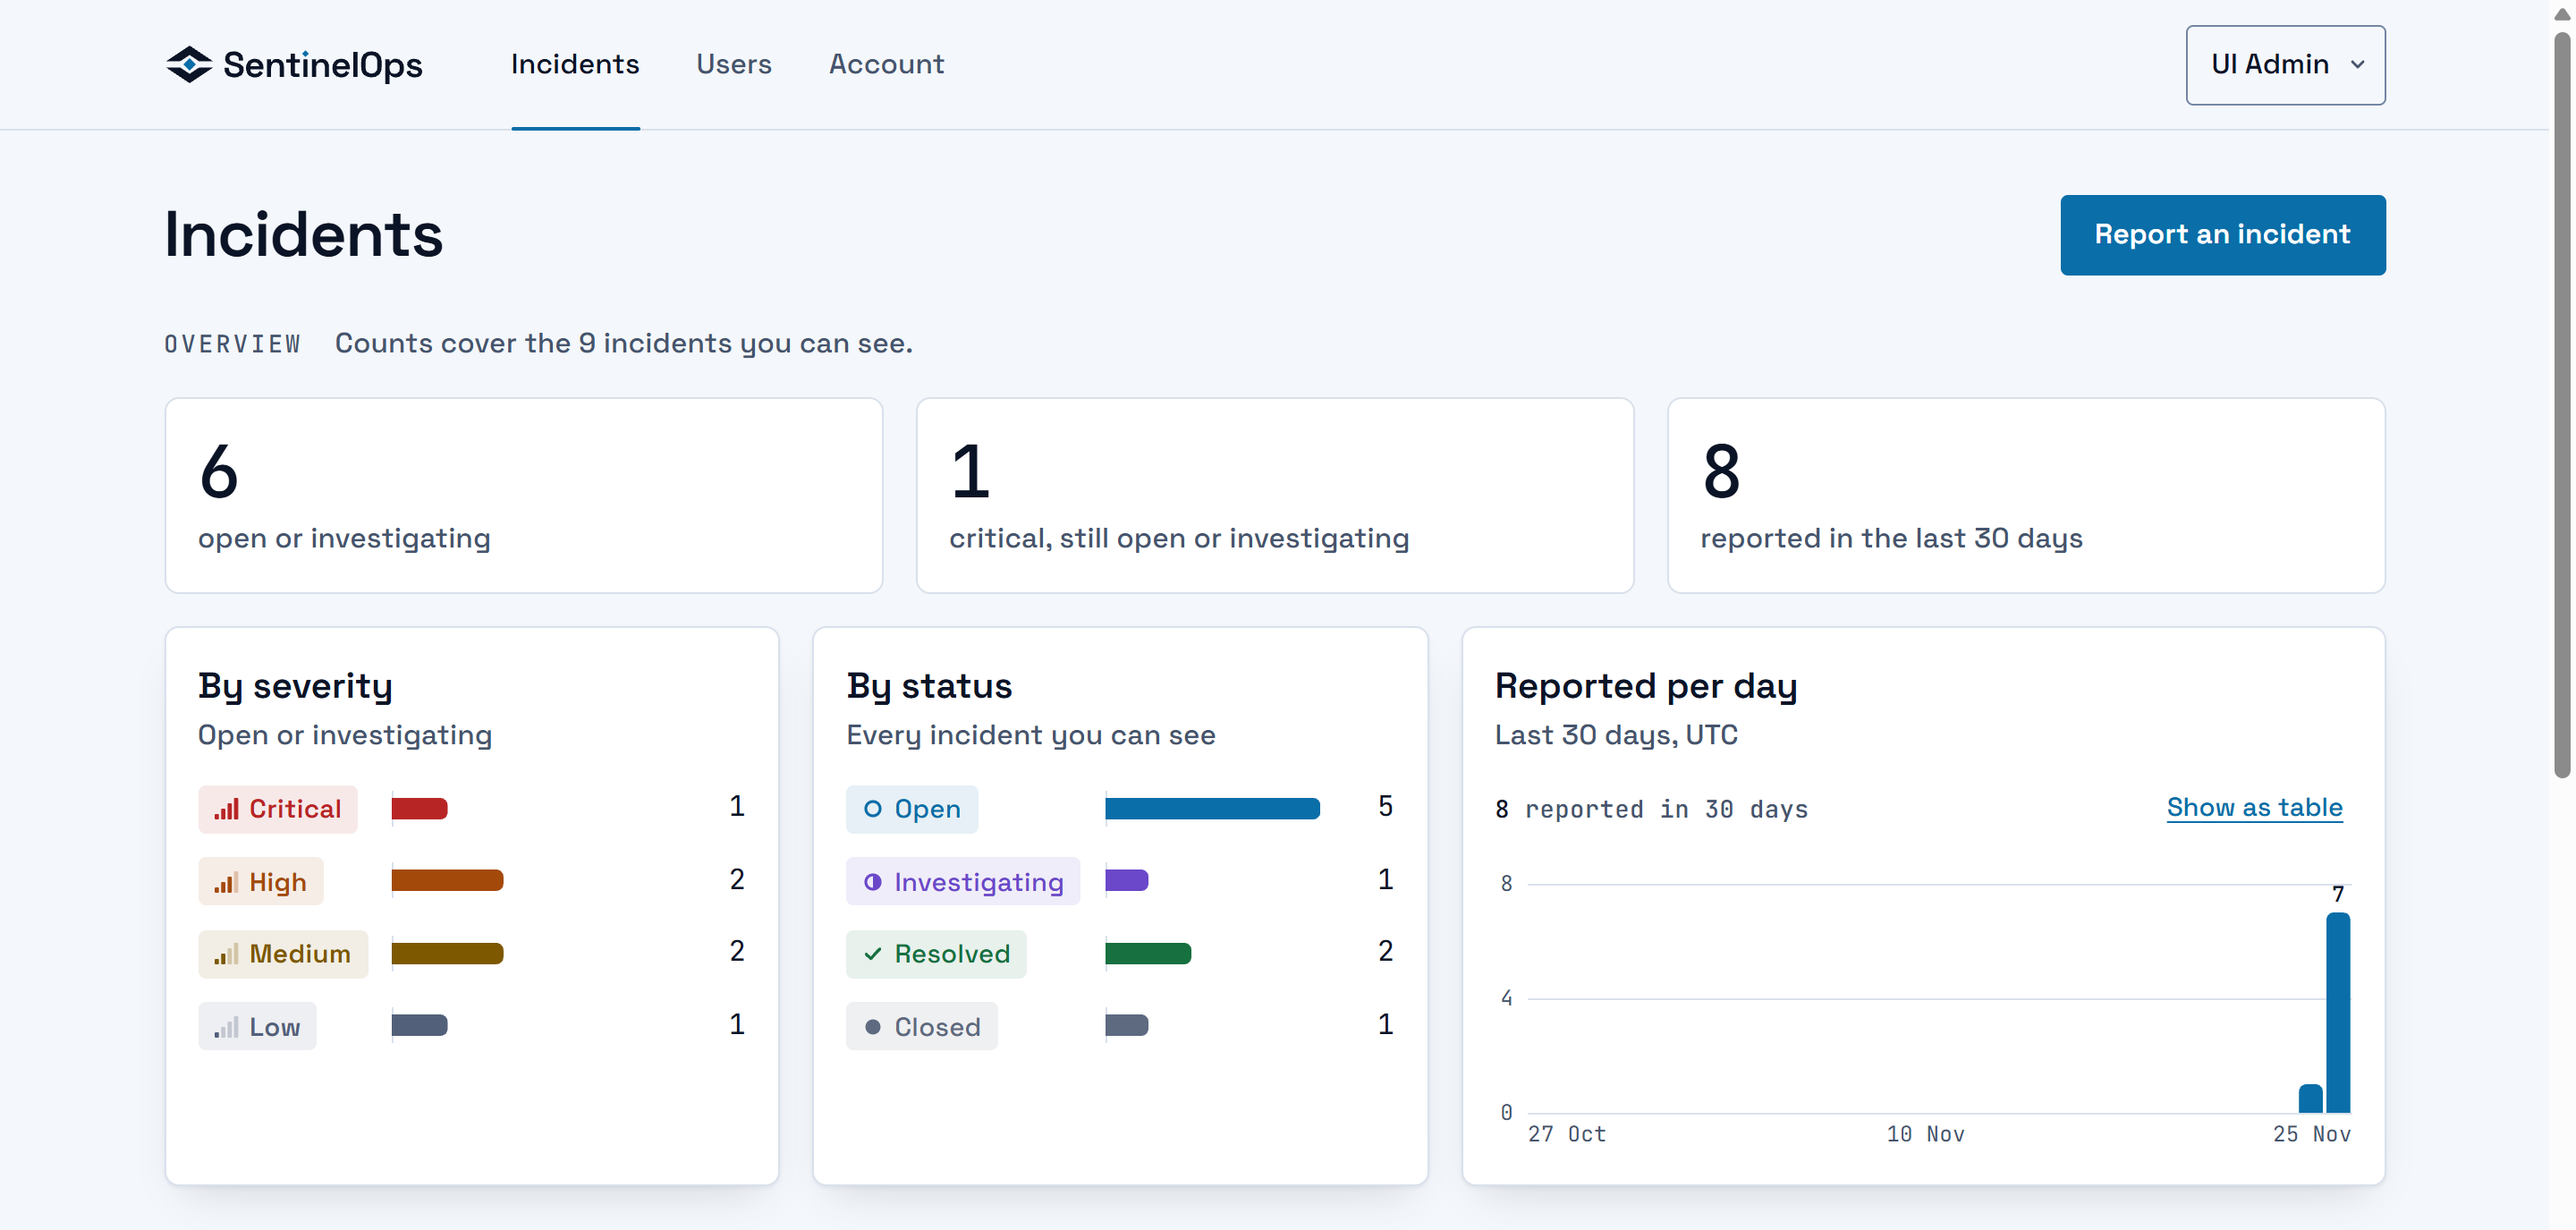 SentinelOps
Incidents
Users
Account
UI Admin
Incidents
Report an incident
OVERVIEW Counts cover the 9 incidents you can see.
6
open or investigating
1
critical, still open or investigating
8
reported in the last 30 days
By severity
Open or investigating
Critical 1
High 2
Medium 2
Low 1
By status
Every incident you can see
Open 5
Investigating 1
Resolved 2
Closed 1
Reported per day
Last 30 days, UTC
8 reported in 30 days
Show as table
8
7
4
0
27 Oct 10 Nov 25 Nov